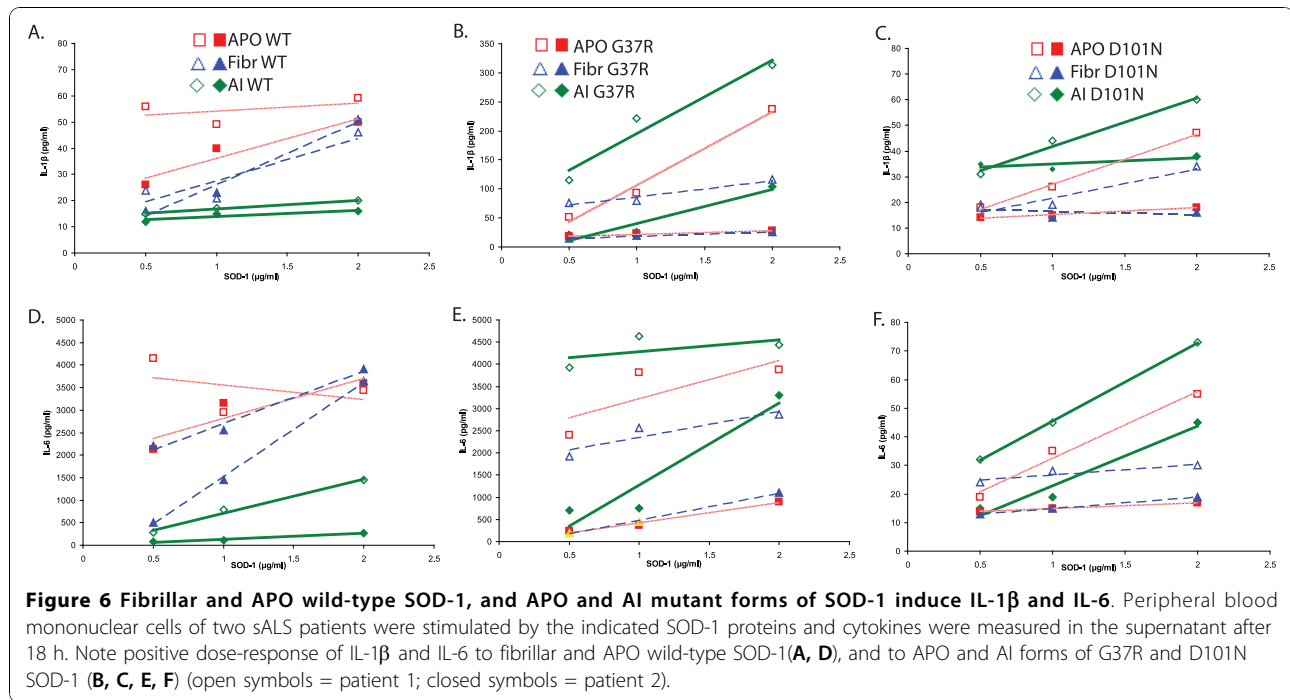 A.
APO WT
Fibr WT
AI WT
IL-1β (pg/ml)
80
70
60
50
40
30
20
10
0
0 0.5 1 1.5 2 2.5
SOD-1 (µg/ml)
B.
APO G37R
Fibr G37R
AI G37R
IL-1β (pg/ml)
350
300
250
200
150
100
50
0
0 0.5 1 1.5 2 2.5
SOD-1 (µg/ml)
C.
APO D101N
Fibr D101N
AI D101N
IL-1β (pg/ml)
80
70
60
50
40
30
20
10
0
0 0.5 1 1.5 2 2.5
SOD-1 (µg/ml)
D.
IL-6 (pg/ml)
5000
4500
4000
3500
3000
2500
2000
1500
1000
500
0
0 0.5 1 1.5 2 2.5
SOD-1 (µg/ml)
E.
IL-6 (pg/ml)
5000
4500
4000
3500
3000
2500
2000
1500
1000
500
0
0 0.5 1 1.5 2 2.5
SOD-1 (µg/ml)
F.
IL-6 (pg/ml)
80
70
60
50
40
30
20
10
0
0 0.5 1 1.5 2 2.5
SOD-1 (µg/ml)
Figure 6 Fibrillar and APO wild-type SOD-1, and APO and AI mutant forms of SOD-1 induce IL-1β and IL-6. Peripheral blood
mononuclear cells of two sALS patients were stimulated by the indicated SOD-1 proteins and cytokines were measured in the supernatant after
18 h. Note positive dose-response of IL-1β and IL-6 to fibrillar and APO wild-type SOD-1(A, D), and to APO and AI forms of G37R and D101N
SOD-1 (B, C, E, F) (open symbols = patient 1; closed symbols = patient 2).